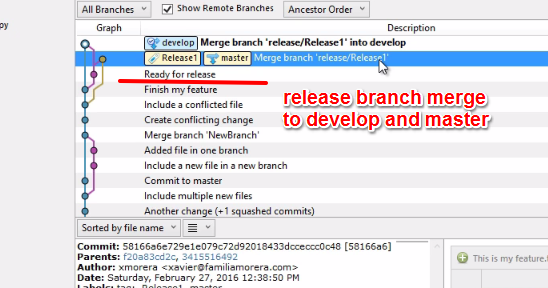 py
All Branches
Show Remote Branches
Ancestor Order
Graph
Description
develop Merge branch 'release/Release1' into develop
Release1 master Merge branch 'release/Release1'
Ready for release
Finish my feature
Include a conflicted file
Create conflicting change
Merge branch 'NewBranch'
Added file in one branch
Include a new file in a new branch
Commit to master
Include multiple new files
Another change (+1 squashed commits)
release branch merge
to develop and master
Sorted by file name
Commit: 58166a6e729e1e079c72d92018433dcceccc0c48 [58166a6]
Parents: f20a83cd2c, 3415516492
Author: xmorera <xavier@familiamorera.com>
Date: Saturday, February 27, 2016 12:38:50 PM
This is my feature.t